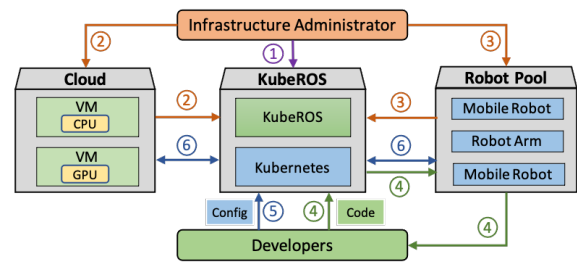 Infrastructure Administrator
②
①
③
Cloud
KubeROS
Robot Pool
VM
CPU
②
KubeROS
③
Mobile Robot
Robot Arm
VM
GPU
⑥
Kubernetes
⑥
④
Mobile Robot
Config
⑤
④
Code
④
Developers